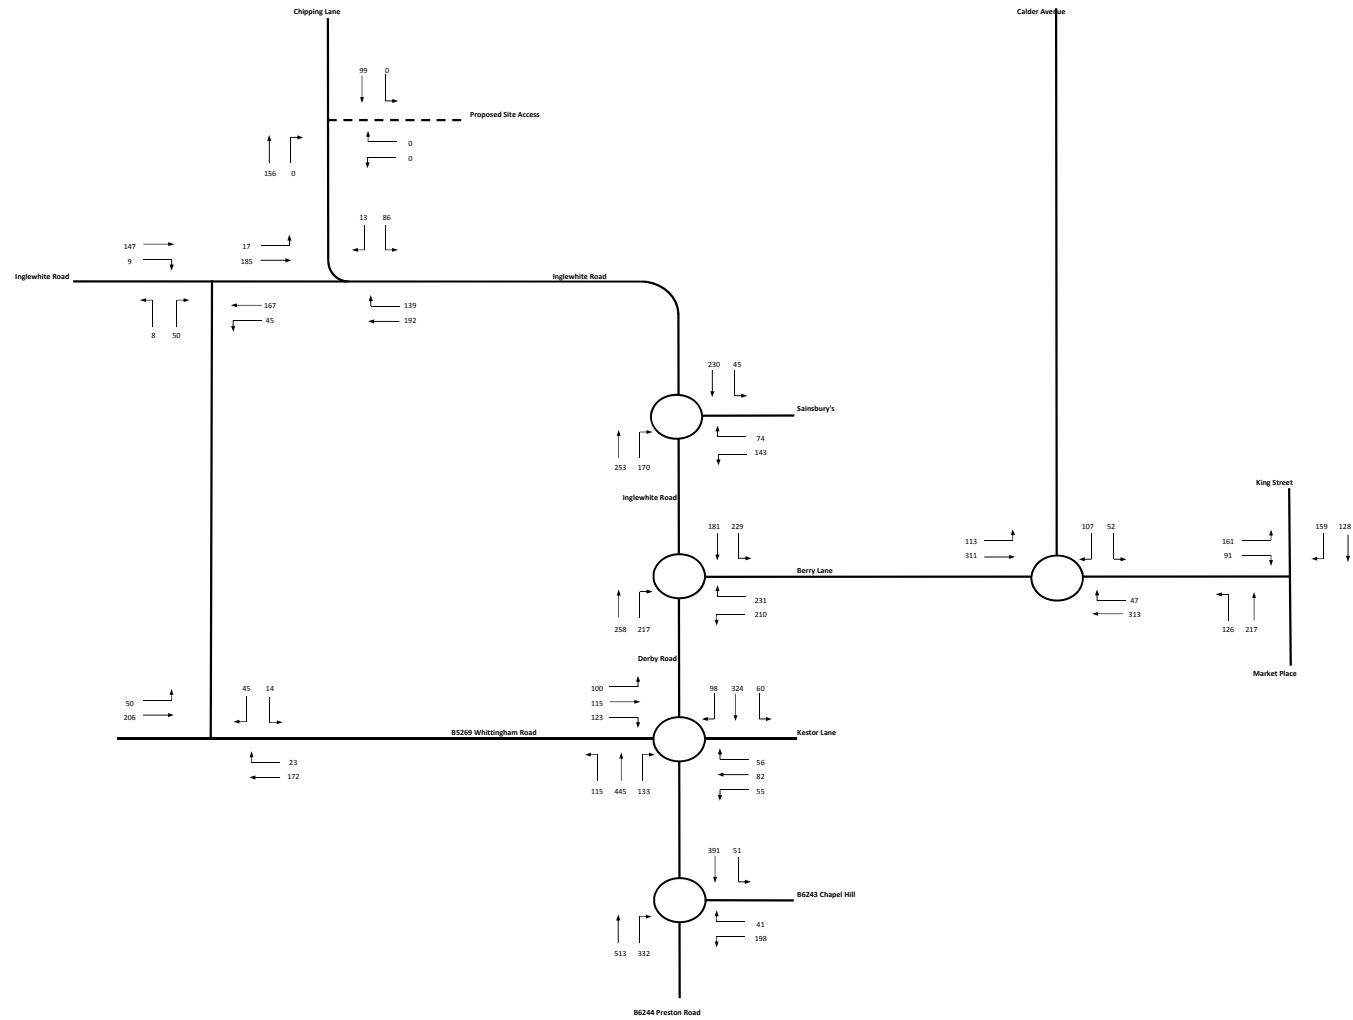 Chipping Lane
Calder Avenue
99 0
Proposed Site Access
0
0
156 0
13 86
147
17
9
185
Inglewhite Road
Inglewhite Road
167
139
45
192
8 50
230 45
Sainsbury's
74
143
253 170
King Street
Inglewhite Road
181 229
107 52
159 128
113
161
311
91
Berry Lane
231
47
210
313
258 217
126 217
Derby Road
Market Place
50
45 14
100
98 324 60
206
115
123
B5269 Whittingham Road
Kestor Lane
23
56
172
82
115 445 133
55
391 51
B6243 Chapel Hill
41
198
513 332
B6244 Preston Road